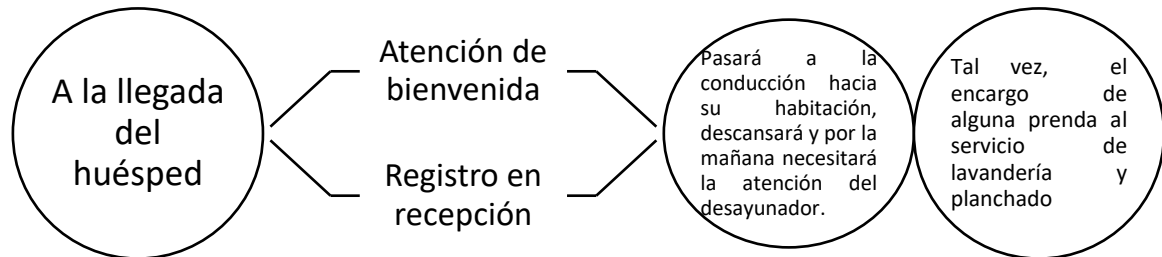 A la llegada
del
huésped
Atención de
bienvenida
Registro en
recepción
Pasará a la
conducción hacia
su habitación,
descansará y por la
mañana necesitará
la atención del
desayunador.
Tal vez, el
encargo de
alguna prenda al
servicio de
lavandería y
planchado